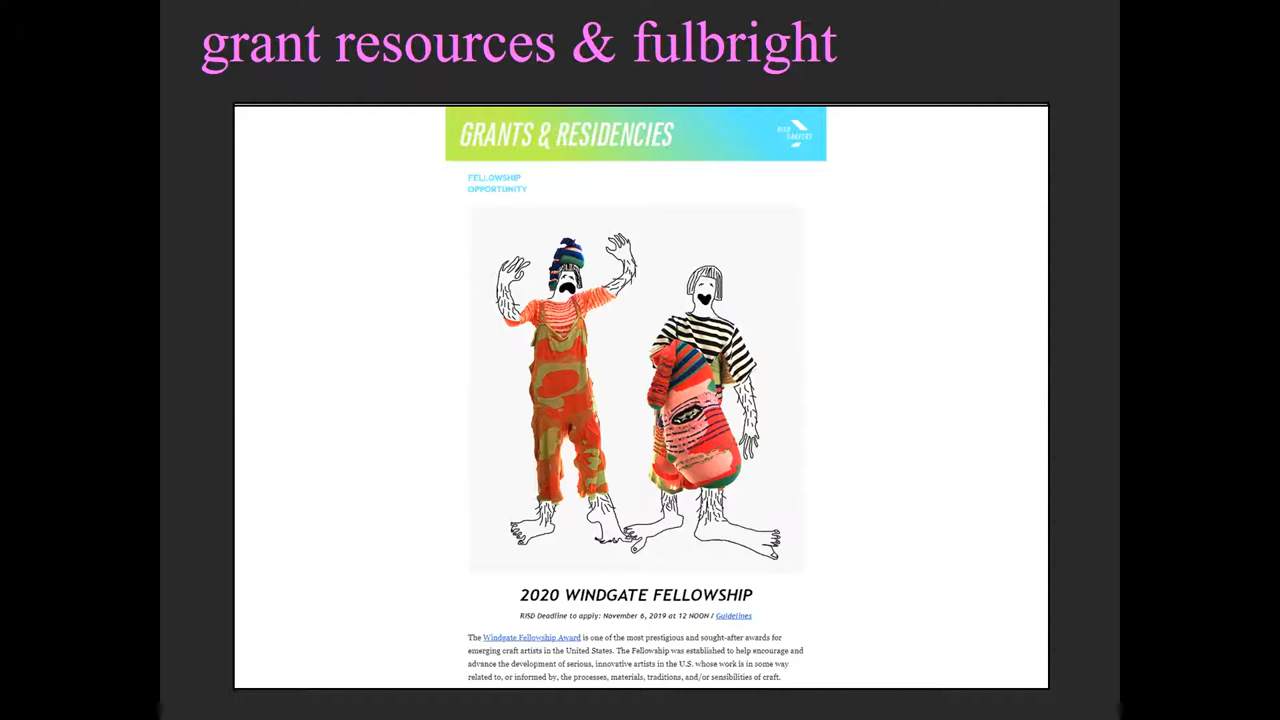 grant resources & fulbright
GRANTS & RESIDENCIES
RISD
CAREERS
FELLOWSHIP
OPPORTUNITY
2020 WINDGATE FELLOWSHIP
RISD Deadline to apply: November 6, 2019 at 12 NOON / Guidelines
The Windgate Fellowship Award is one of the most prestigious and sought-after awards for
emerging craft artists in the United States. The Fellowship was established to help encourage and
advance the development of serious, innovative artists in the U.S. whose work is in some way
related to, or informed by, the processes, materials, traditions, and/or sensibilities of craft.